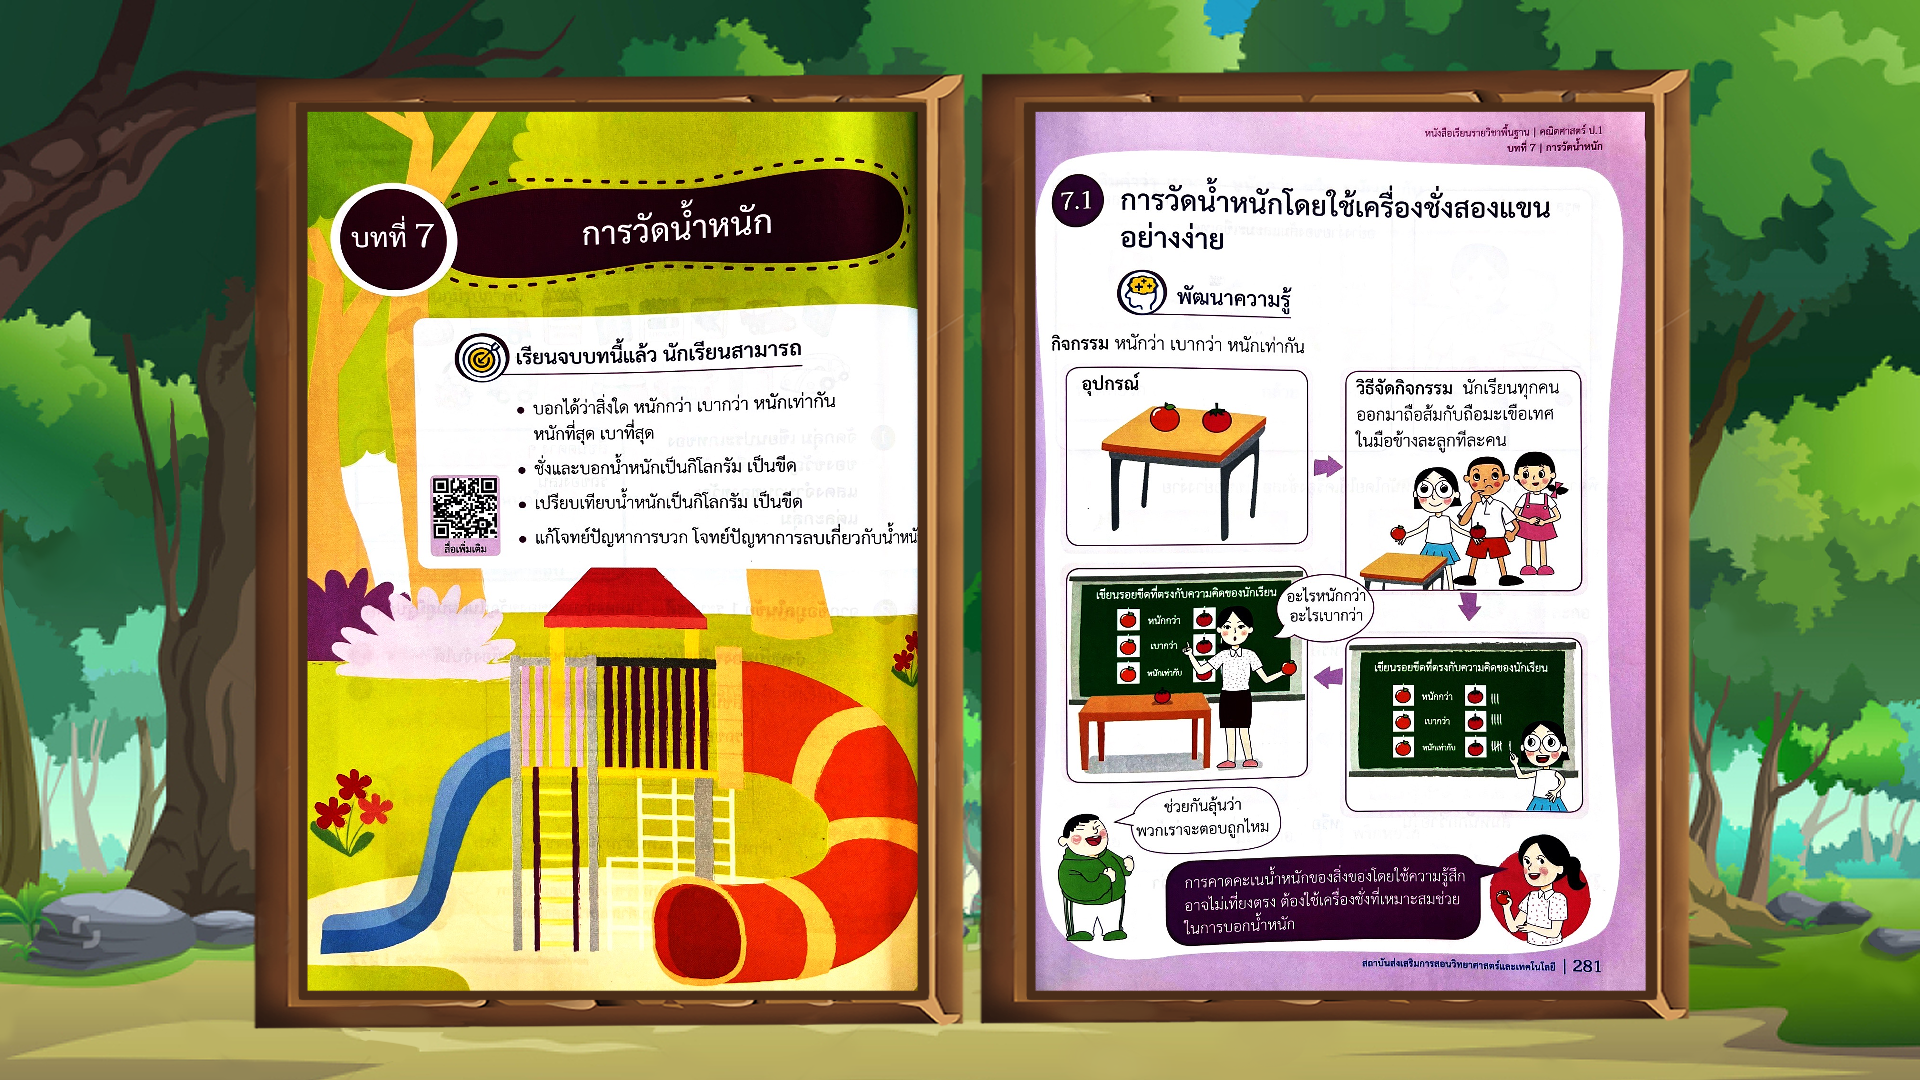 บทที่ 7
การวัดน้ำหนัก
เรียนจบบทนี้แล้ว นักเรียนสามารถ
• บอกได้ว่าสิ่งใด หนักกว่า เบากว่า หนักเท่ากัน
หนักที่สุด เบาที่สุด
• ชั่งและบอกน้ำหนักเป็นกิโลกรัม เป็นขีด
• เปรียบเทียบน้ำหนักเป็นกิโลกรัม เป็นขีด
• แก้โจทย์ปัญหาการบวก โจทย์ปัญหาการลบเกี่ยวกับน้ำหนั
สื่อเพิ่มเติม
หนังสือเรียนรายวิชาพื้นฐาน | คณิตศาสตร์ ป.1
บทที่ 7 | การวัดน้ำหนัก
7.1 การวัดน้ำหนักโดยใช้เครื่องชั่งสองแขน
อย่างง่าย
พัฒนาความรู้
กิจกรรม หนักกว่า เบากว่า หนักเท่ากัน
อุปกรณ์
วิธีจัดกิจกรรม นักเรียนทุกคน
ออกมาถือส้มกับถือมะเขือเทศ
ในมือข้างละลูกทีละคน
เขียนรอยขีดที่ตรงกับความคิดของนักเรียน
หนักกว่า
เบากว่า
หนักเท่ากับ
อะไรหนักกว่า
อะไรเบากว่า
เขียนรอยขีดที่ตรงกับความคิดของนักเรียน
หนักกว่า
เบากว่า
หนักเท่ากับ
ช่วยกันลุ้นว่า
พวกเราจะตอบถูกไหม
การคาดคะเนน้ำหนักของสิ่งของโดยใช้ความรู้สึก
อาจไม่เที่ยงตรง ต้องใช้เครื่องชั่งที่เหมาะสมช่วย
ในการบอกน้ำหนัก
สถาบันส่งเสริมการสอนวิทยาศาสตร์และเทคโนโลยี | 281